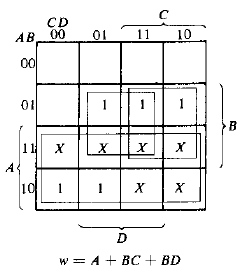 C
CD
AB 00 01 11 10
00
01 1 1 1
B
A
11 X X X X
10 1 1 X X
D
w = A + BC + BD